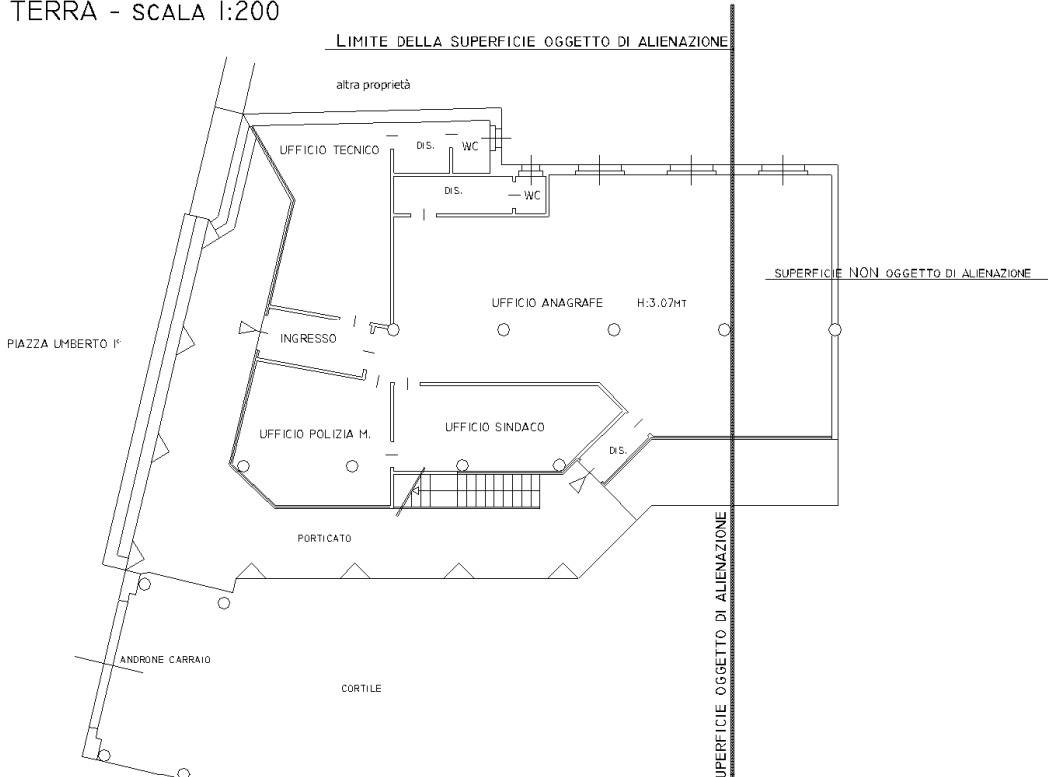 TERRA - SCALA 1:200
LIMITE DELLA SUPERFICIE OGGETTO DI ALIENAZIONE
altra proprietà
UFFICIO TECNICO
DIS.
WC
DIS.
WC
SUPERFICIE NON OGGETTO DI ALIENAZIONE
UFFICIO ANAGRAFE H:3.07MT
INGRESSO
PIAZZA UMBERTO I°
UFFICIO POLIZIA M.
UFFICIO SINDACO
DIS.
PORTICATO
UPERFICIE OGGETTO DI ALIENAZIONE
ANDRONE CARRAIO
CORTILE